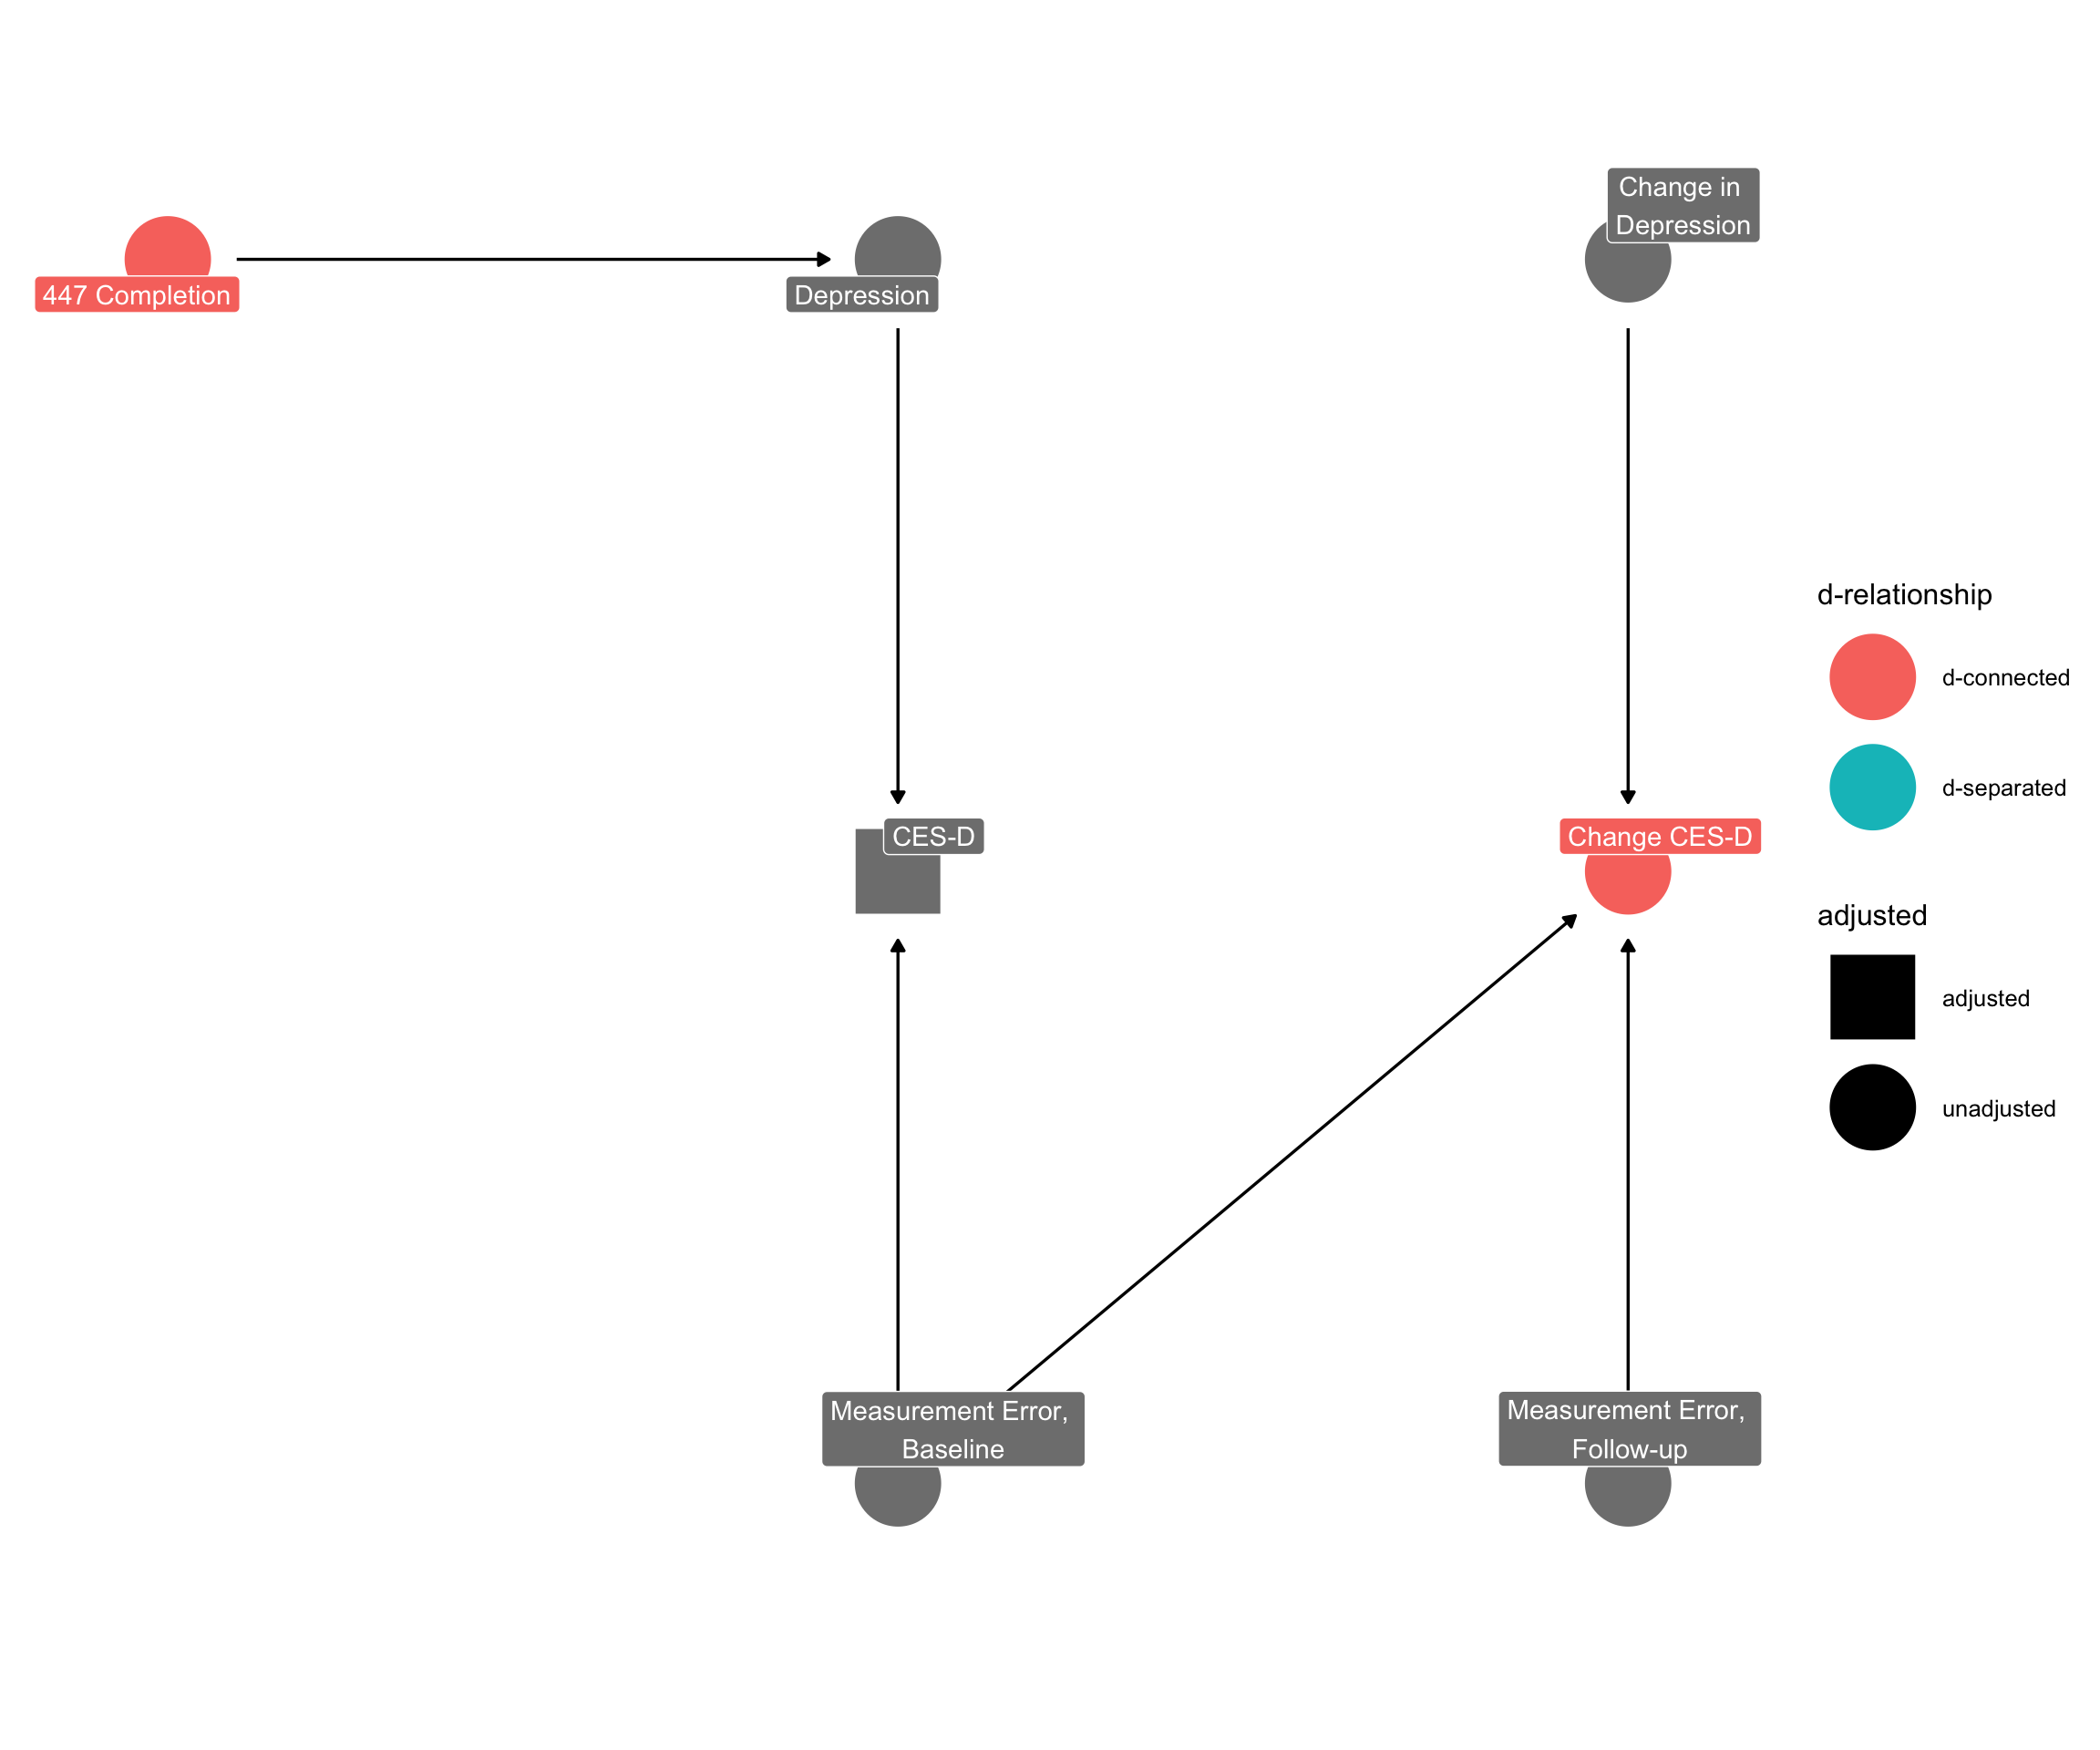 Change in
Depression
447 Completion
Depression
d-relationship
d-connected
d-separated
CES-D
Change CES-D
adjusted
adjusted
unadjusted
Measurement Error,
Baseline
Measurement Error,
Follow-up